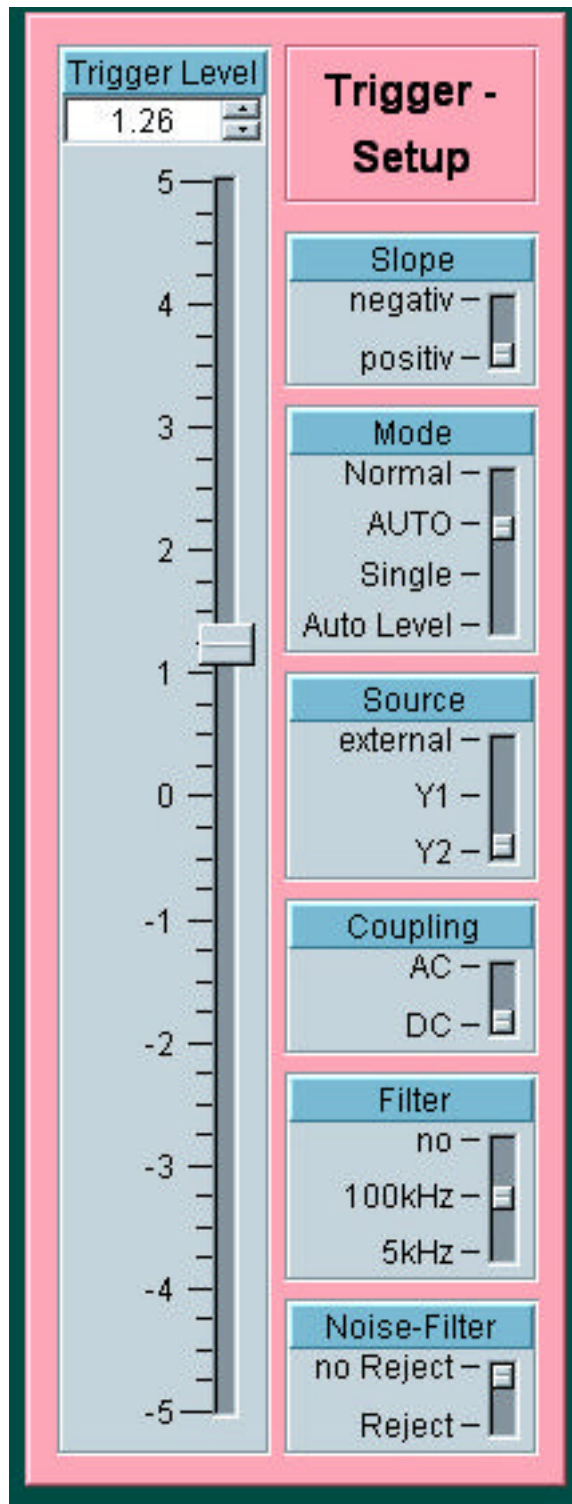 Trigger Level
1.26
5
4
3
2
1
0
-1
-2
-3
-4
-5
Trigger -
Setup
Slope
negativ
positiv
Mode
Normal
AUTO
Single
Auto Level
Source
external
Y1
Y2
Coupling
AC
DC
Filter
no
100kHz
5kHz
Noise-Filter
no Reject
Reject